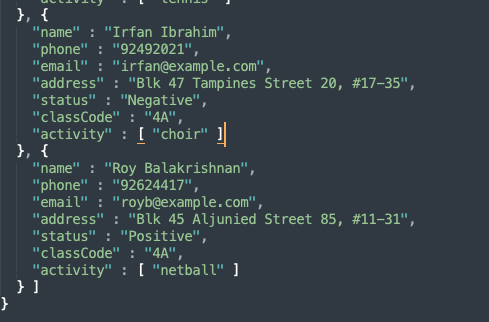 "activity" : [ "tennis" ]
}, {
"name" : "Irfan Ibrahim",
"phone" : "92492021",
"email" : "irfan@example.com",
"address" : "Blk 47 Tampines Street 20, #17-35",
"status" : "Negative",
"classCode" : "4A",
"activity" : [ "choir" ]
}, {
"name" : "Roy Balakrishnan",
"phone" : "92624417",
"email" : "royb@example.com",
"address" : "Blk 45 Aljunied Street 85, #11-31",
"status" : "Positive",
"classCode" : "4A",
"activity" : [ "netball" ]
} ]
}